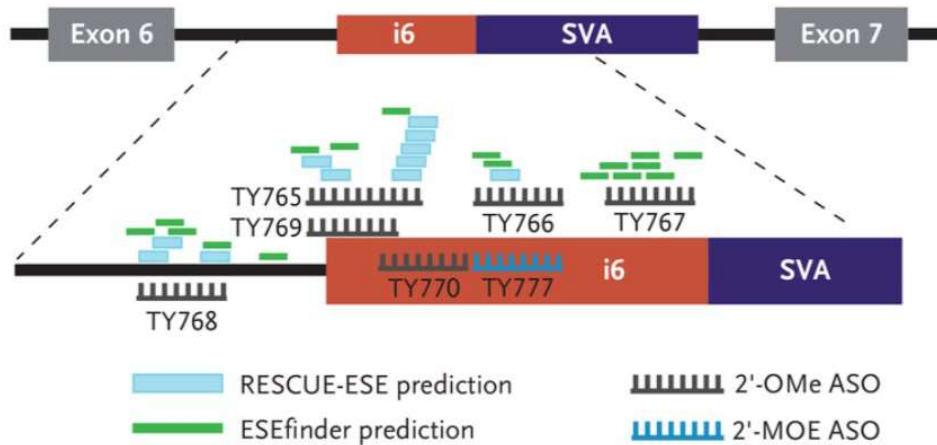 Exon 6 i6 SVA Exon 7
TY765
TY769
TY766
TY767
i6 SVA
TY770 TY777
TY768
RESCUE-ESE prediction
2'-OMe ASO
ESEfinder prediction
2'-MOE ASO